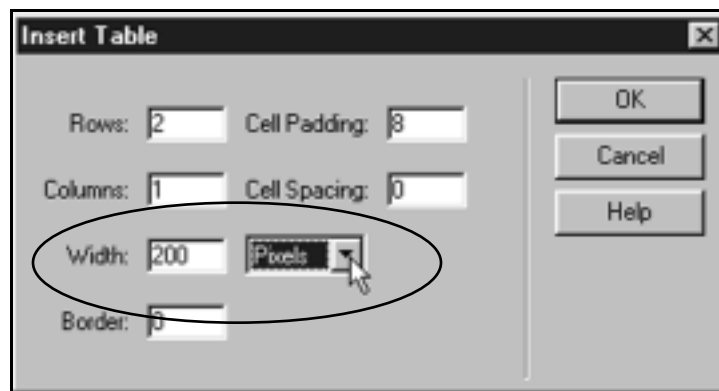 Insert Table
Rows: 2 Cell Padding: 8 OK
Columns: 1 Cell Spacing: 0 Cancel
Help
Width: 200 Pixels
Border: 0